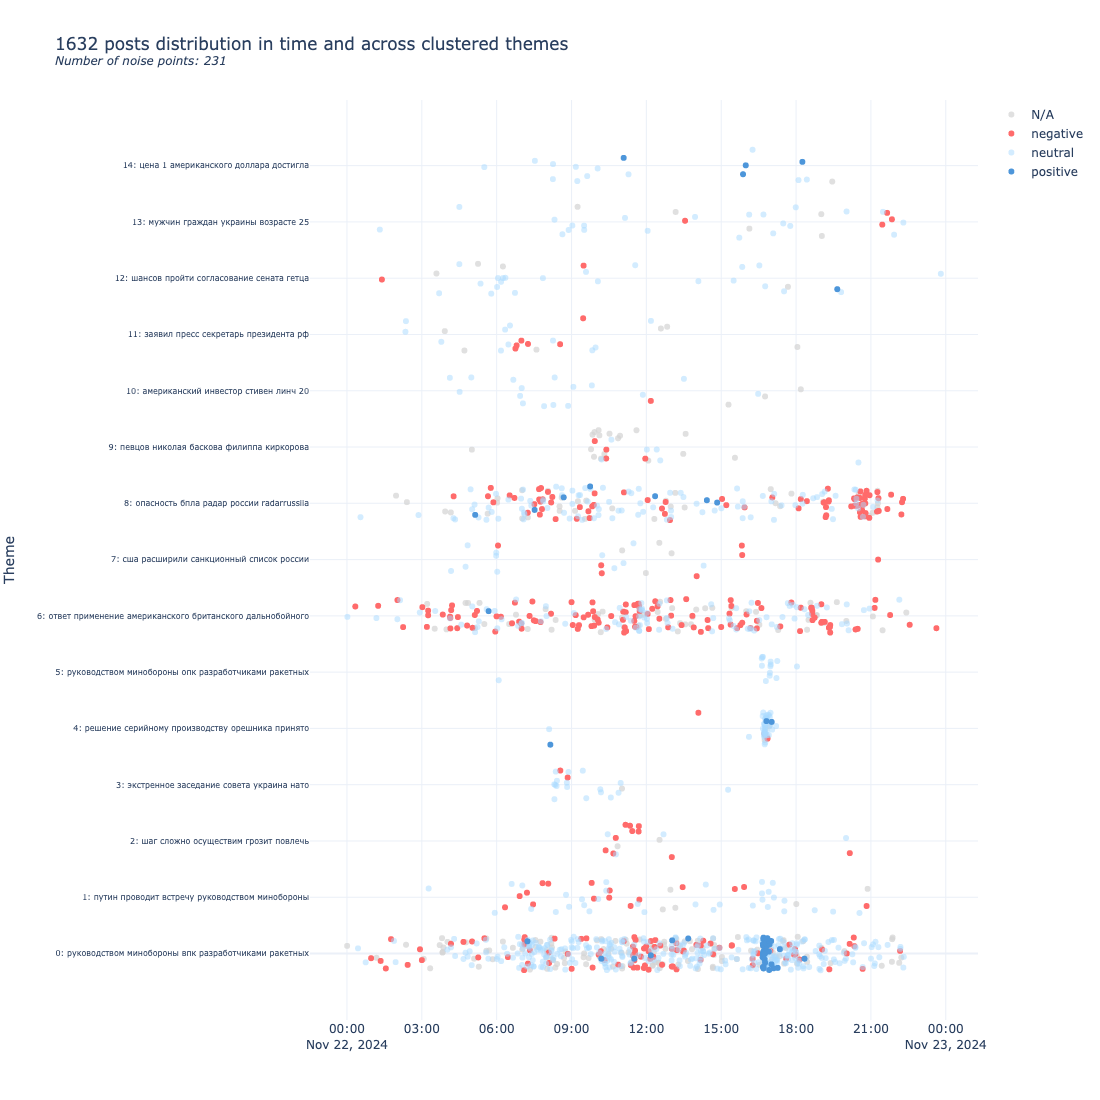 1632 posts distribution in time and across clustered themes
Number of noise points: 231
N/A
negative
neutral
positive
Theme
14: цена 1 американского доллара достигла
13: мужчин граждан украины возрасте 25
12: шансов пройти согласование сената гетца
11: заявил пресс секретарь президента рф
10: американский инвестор стивен линч 20
9: певцов николая баскова филиппа киркорова
8: опасность бпла радар россии radarrussiia
7: сша расширили санкционный список россии
6: ответ применение американского британского дальнобойного
5: руководством минобороны опк разработчиками ракетных
4: решение серийному производству орешника принято
3: экстренное заседание совета украина нато
2: шаг сложно осуществим грозит повлечь
1: путин проводит встречу руководством минобороны
0: руководством минобороны впк разработчиками ракетных
00:00 03:00 06:00 09:00 12:00 15:00 18:00 21:00 00:00
Nov 22, 2024 Nov 23, 2024